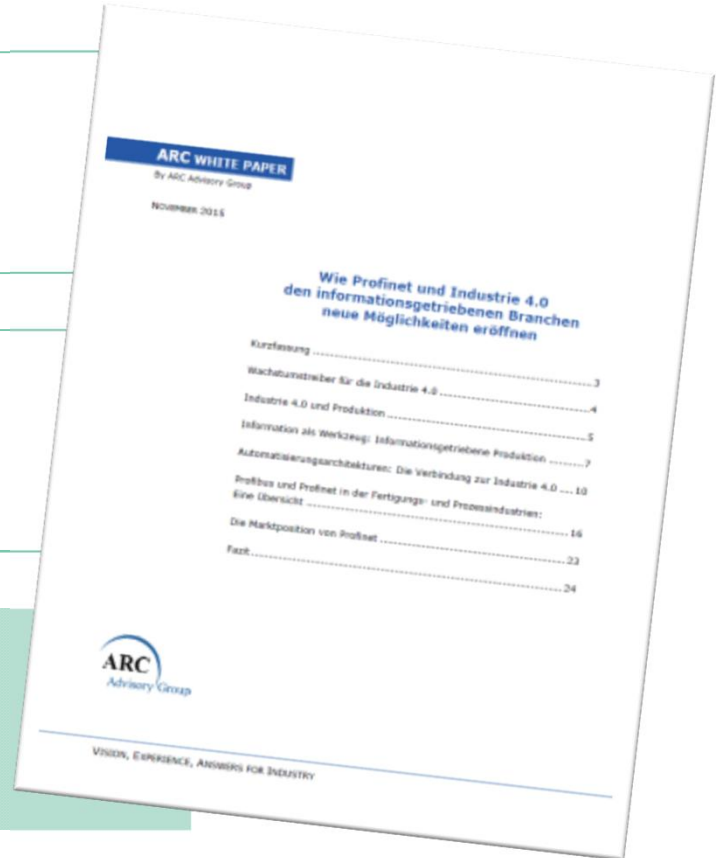 ARC WHITE PAPER
By ARC Advisory Group
NOVEMBER 2015
Wie Profinet und Industrie 4.0
den informationsgetriebenen Branchen
neue Möglichkeiten eröffnen
Kurzfassung ............................................................ 3
Wachstumstreiber für die Industrie 4.0 ................................ 4
Industrie 4.0 und Produktion .......................................... 5
Information als Werkzeug: Informationsgetriebene Produktion ......... 7
Automatisierungsarchitekturen: Die Verbindung zur Industrie 4.0 .... 10
Profibus und Profinet in der Fertigungs- und Prozessindustrien:
Eine Übersicht ........................................................ 16
Die Marktposition von Profinet ........................................ 23
Fazit .................................................................. 24
ARC
Advisory Group
VISION, EXPERIENCE, ANSWERS FOR INDUSTRY